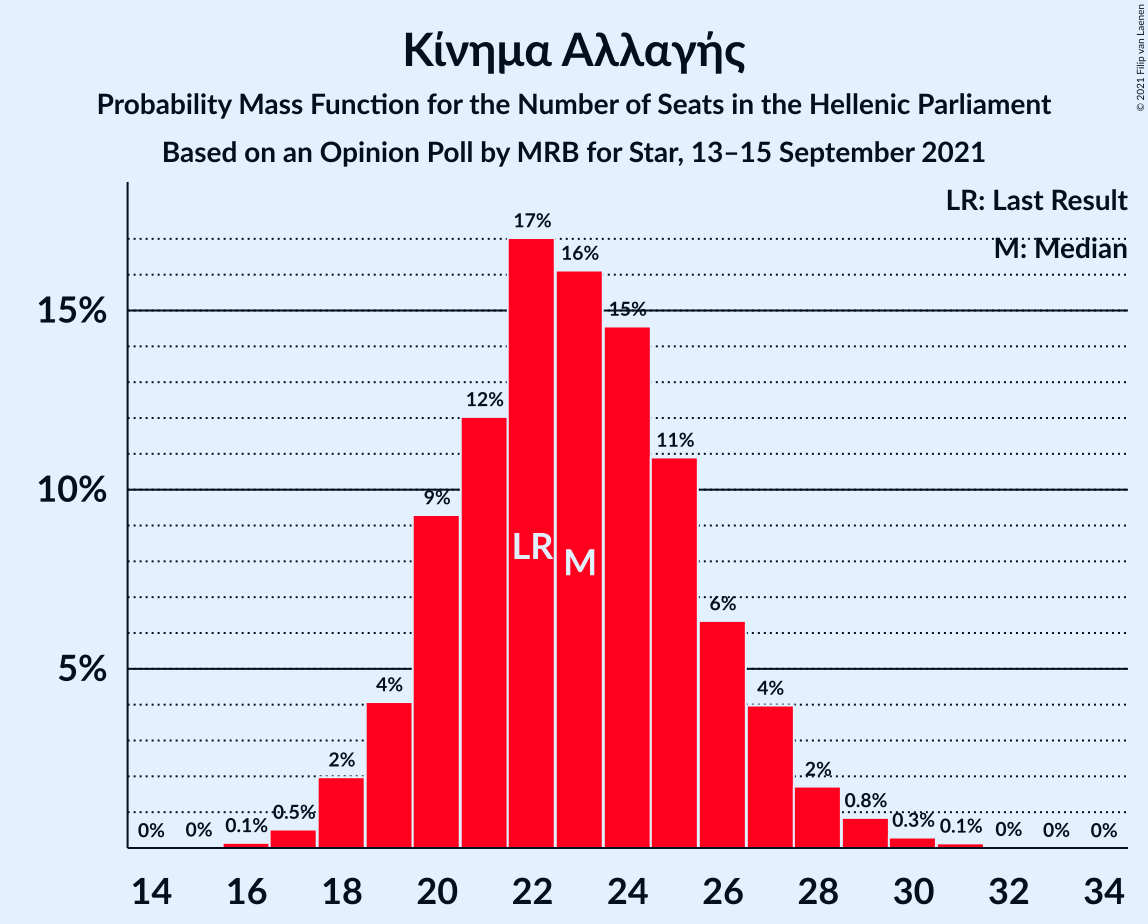 Κίνημα Αλλαγής
Probability Mass Function for the Number of Seats in the Hellenic Parliament
Based on an Opinion Poll by MRB for Star, 13–15 September 2021
© 2021 Filip van Laenen
LR: Last Result
M: Median
15%
10%
5%
0%
0%
0.1%
0.5%
2%
4%
9%
12%
17%
16%
15%
11%
6%
4%
2%
0.8%
0.3%
0.1%
0%
0%
0%
LR
M
14 16 18 20 22 24 26 28 30 32 34